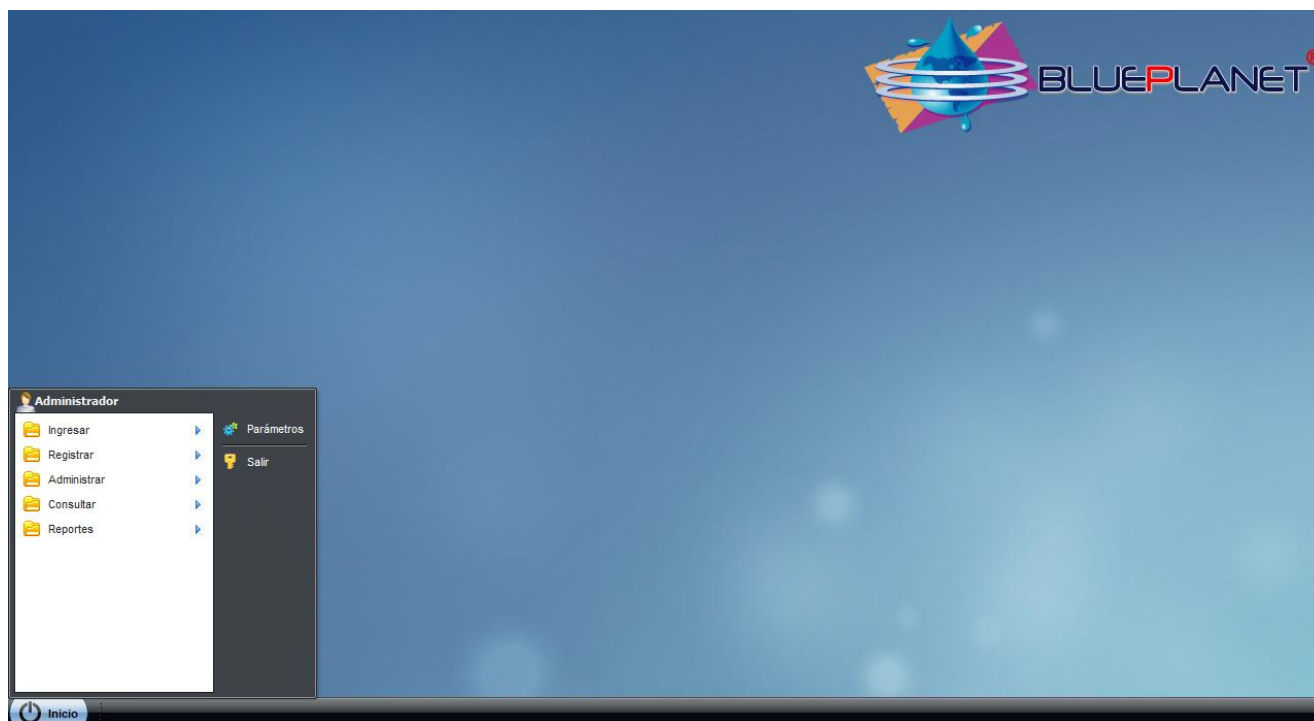 BLUEPLANET®
Administrador
Ingresar
Registrar
Administrar
Consultar
Reportes
Parámetros
Salir
Inicio